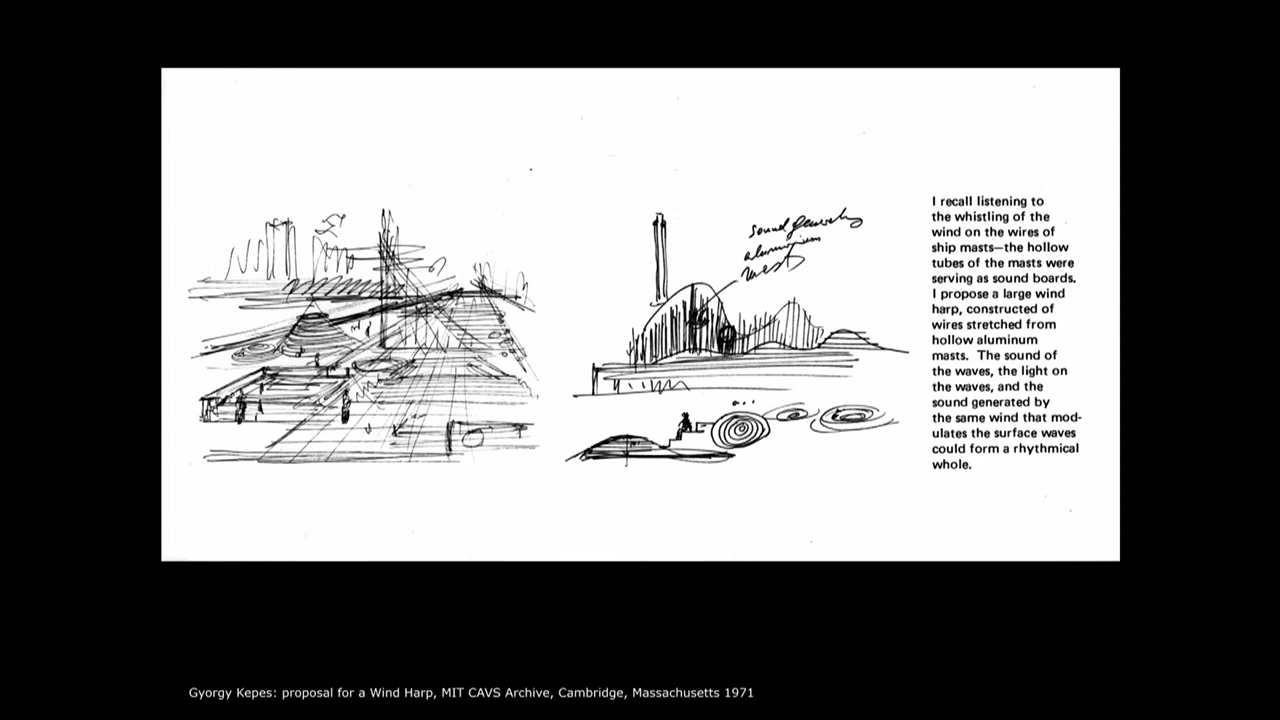 sound generating
aluminium
I recall listening to
the whistling of the
wind on the wires of
ship masts—the hollow
tubes of the masts were
serving as sound boards.
I propose a large wind
harp, constructed of
wires stretched from
hollow aluminum
masts. The sound of
the waves, the light on
the waves, and the
sound generated by
the same wind that mod-
ulates the surface waves
could form a rhythmical
whole.
Gyorgy Kepes: proposal for a Wind Harp, MIT CAVS Archive, Cambridge, Massachusetts 1971